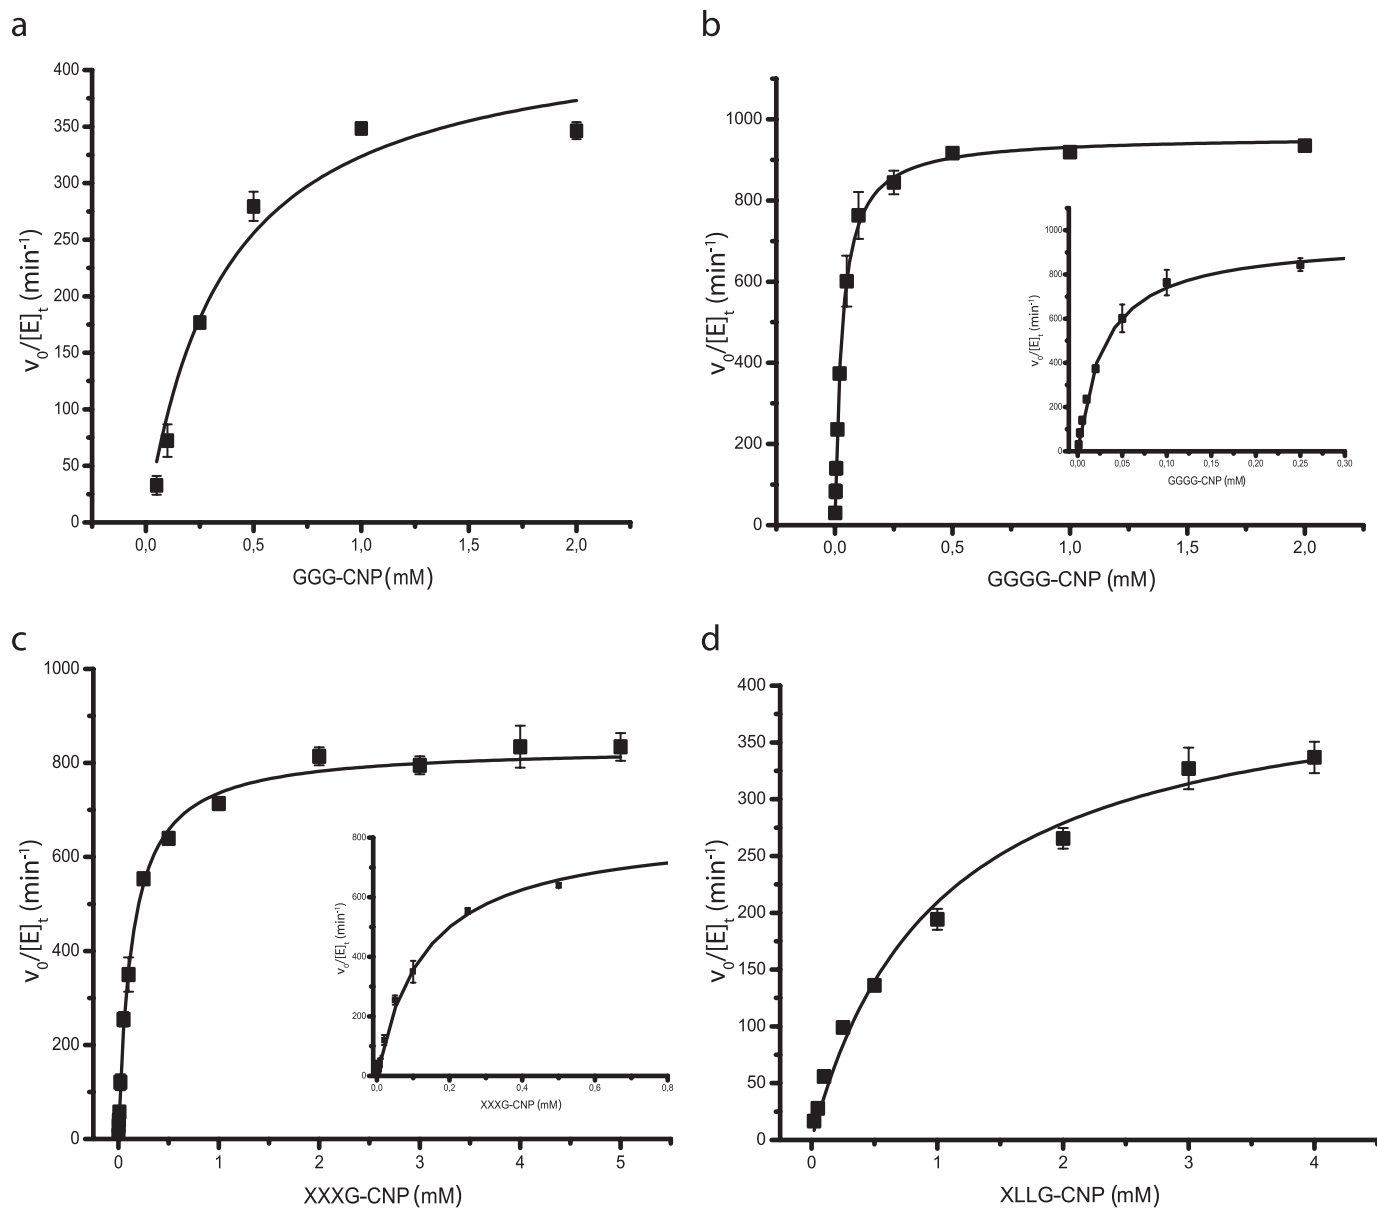 a
400
350
300
250
200
150
100
50
0
v0/[E]t (min-1)
0,0 0,5 1,0 1,5 2,0
GGG-CNP (mM)
b
1000
800
600
400
200
0
v0/[E]t (min-1)
0,0 0,5 1,0 1,5 2,0
GGGG-CNP (mM)
1000
800
600
400
200
0
v0/[E]t (min-1)
0,00 0,05 0,10 0,15 0,20 0,25 0,30
GGGG-CNP (mM)
c
1000
800
600
400
200
0
v0/[E]t (min-1)
0 1 2 3 4 5
XXXG-CNP (mM)
800
600
400
200
0
v0/[E]t (min-1)
0,0 0,2 0,4 0,6 0,8
XXXG-CNP (mM)
d
400
350
300
250
200
150
100
50
0
v0/[E]t (min-1)
0 1 2 3 4
XLLG-CNP (mM)